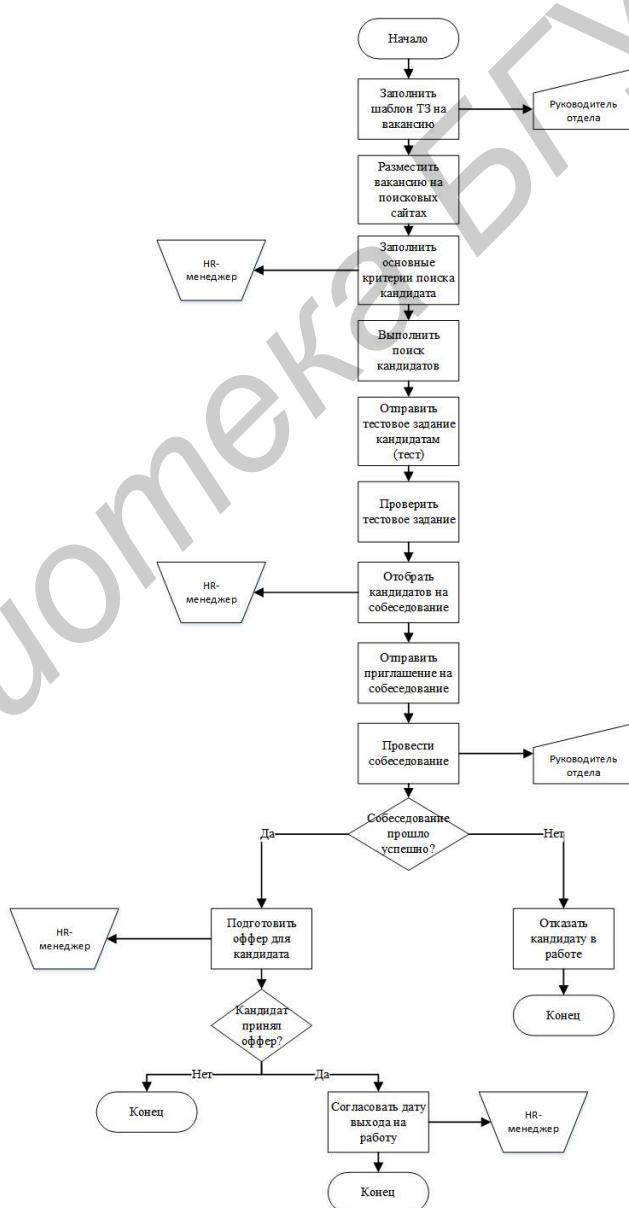 Начало
Заполнить
шаблон ТЗ на
вакансию
Руководитель
отдела
Разместить
вакансию на
поисковых
сайтах
Заполнить
основные
критерии поиска
кандидата
HR-
менеджер
Выполнить
поиск
кандидатов
Отправить
тестовое задание
кандидатам
(тест)
Проверить
тестовое задание
Отобрать
кандидатов на
собеседование
HR-
менеджер
Отправить
приглашение на
собеседование
Провести
собеседование
Руководитель
отдела
Собеседование
прошло
успешно?
Да
Нет
HR-
менеджер
Подготовить
оффер для
кандидата
Отказать
кандидату в
работе
Конец
Кандидат
принял
оффер?
Нет
Да
Конец
Согласовать дату
выхода на
работу
HR-
менеджер
Конец